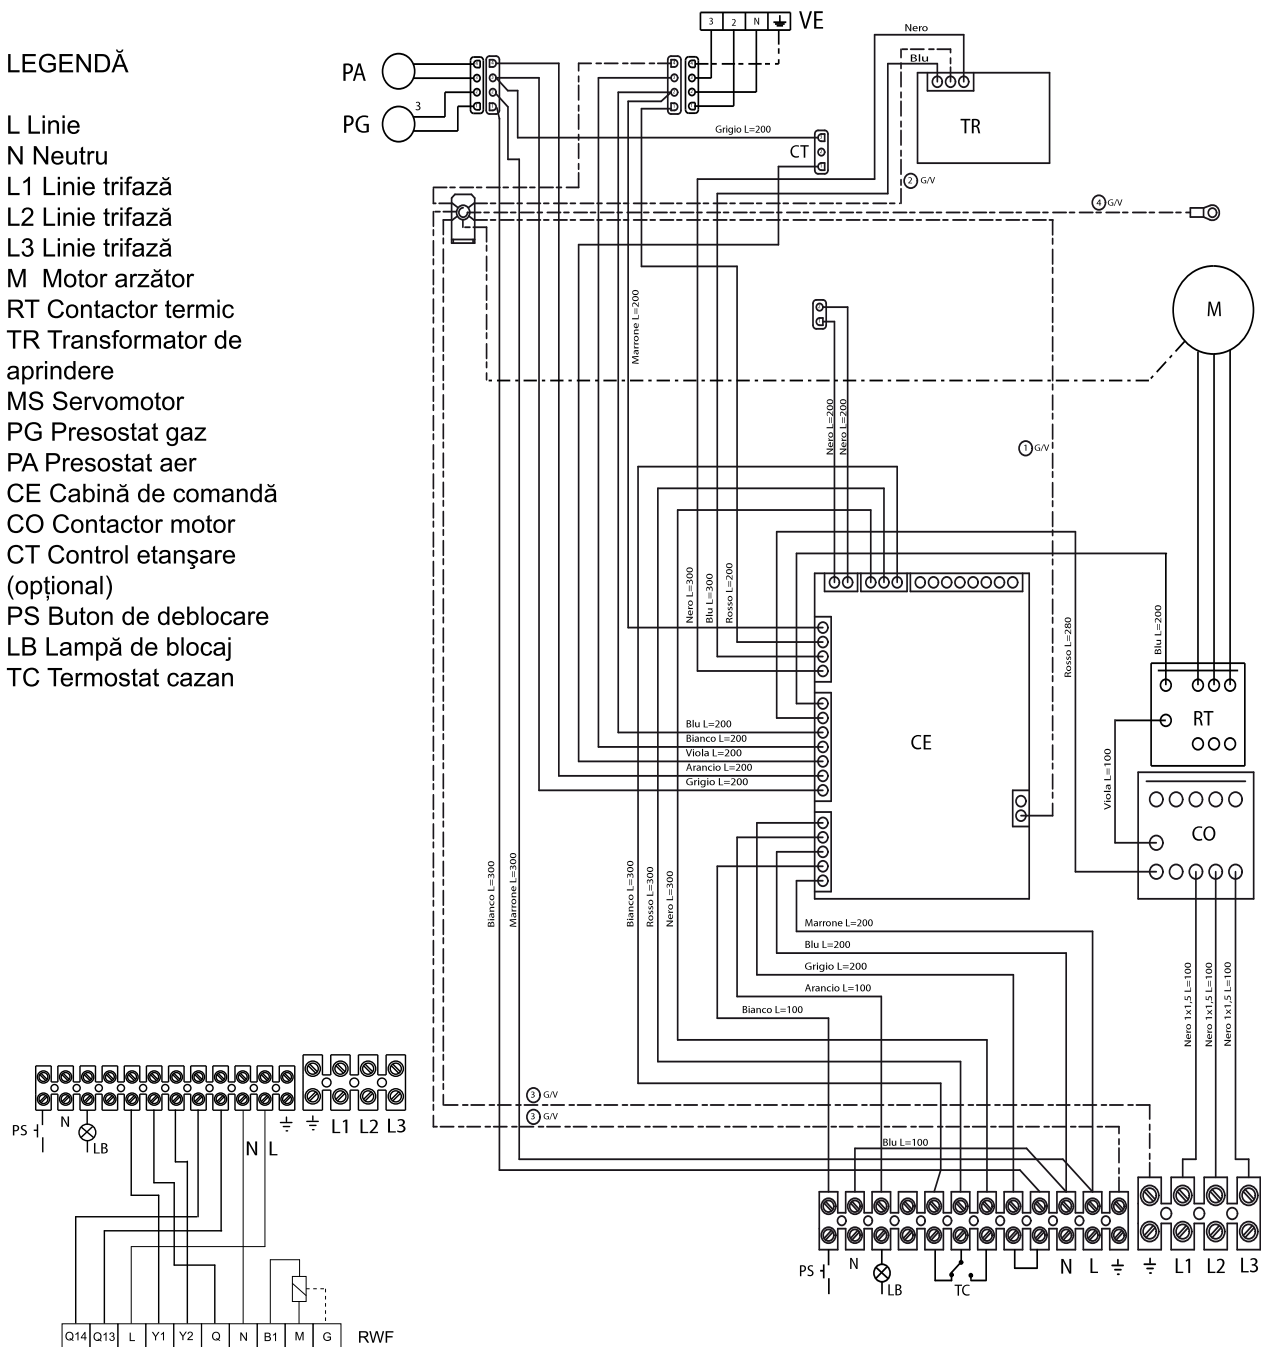 LEGENDĂ
L Linie
N Neutru
L1 Linie trifază
L2 Linie trifază
L3 Linie trifază
M Motor arzător
RT Contactor termic
TR Transformator de
aprindere
MS Servomotor
PG Presostat gaz
PA Presostat aer
CE Cabină de comandă
CO Contactor motor
CT Control etanşare
(opțional)
PS Buton de deblocare
LB Lampă de blocaj
TC Termostat cazan
3 2 N VE
Nero
Blu
PA
PG
3
TR
Grigio L=200
CT
2 G/V
4 G/V
M
Marrone L=200
Nero L=200
Nero L=200
1 G/V
Nero L=300
Blu L=300
Rosso L=200
Rosso L=280
Blu L=200
RT
Blu L=200
Bianco L=200
Viola L=200
Arancio L=200
Grigio L=200
CE
Viola L=100
CO
Bianco L=300
Marrone L=300
Bianco L=300
Rosso L=300
Nero L=300
Marrone L=200
Blu L=200
Grigio L=200
Arancio L=100
Bianco L=100
Nero 1x1,5 L=100
Nero 1x1,5 L=100
Nero 1x1,5 L=100
3 G/V
3 G/V
Blu L=100
PS N LB N L L1 L2 L3
PS N LB TC N L L1 L2 L3
Q14 Q13 L Y1 Y2 Q N B1 M G RWF